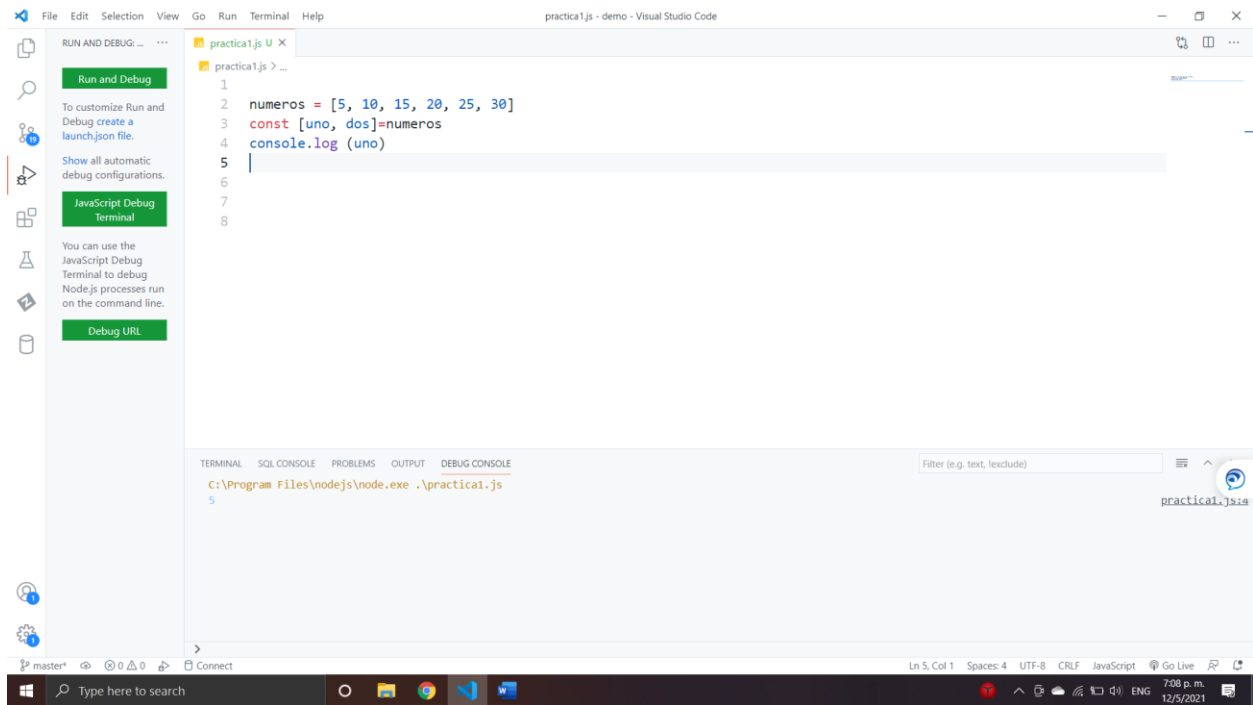 File Edit Selection View Go Run Terminal Help practica1.js - demo - Visual Studio Code
RUN AND DEBUG: ... ···
practica1.js U
practica1.js > ...
Run and Debug
To customize Run and
Debug create a
launch.json file.
Show all automatic
debug configurations.
JavaScript Debug
Terminal
You can use the
JavaScript Debug
Terminal to debug
Node.js processes run
on the command line.
Debug URL
1
2 numeros = [5, 10, 15, 20, 25, 30]
3 const [uno, dos]=numeros
4 console.log (uno)
5
6
7
8
TERMINAL SQL CONSOLE PROBLEMS OUTPUT DEBUG CONSOLE Filter (e.g. text, !exclude)
C:\Program Files\nodejs\node.exe .\practica1.js
5 practica1.js:4
19
1
1
>
master* 0 0 Connect Ln 5, Col 1 Spaces: 4 UTF-8 CRLF JavaScript Go Live
Type here to search ENG 7:08 p. m.
12/5/2021